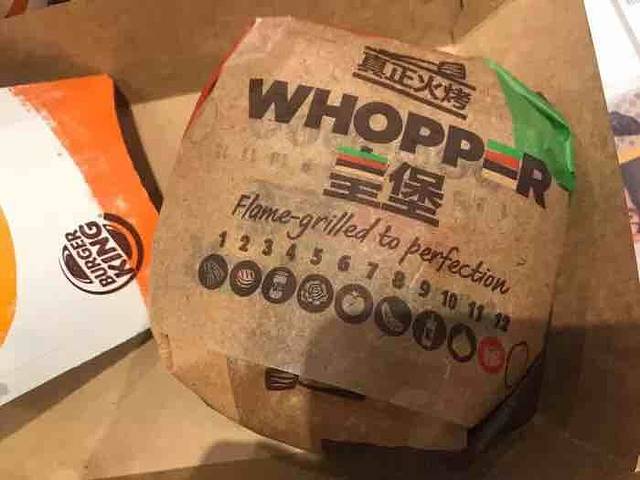 真正火烤
WHOPPER
皇堡
Flame-grilled to perfection
1 2 3 4 5 6 7 8 9 10 11 12
BURGER
KING